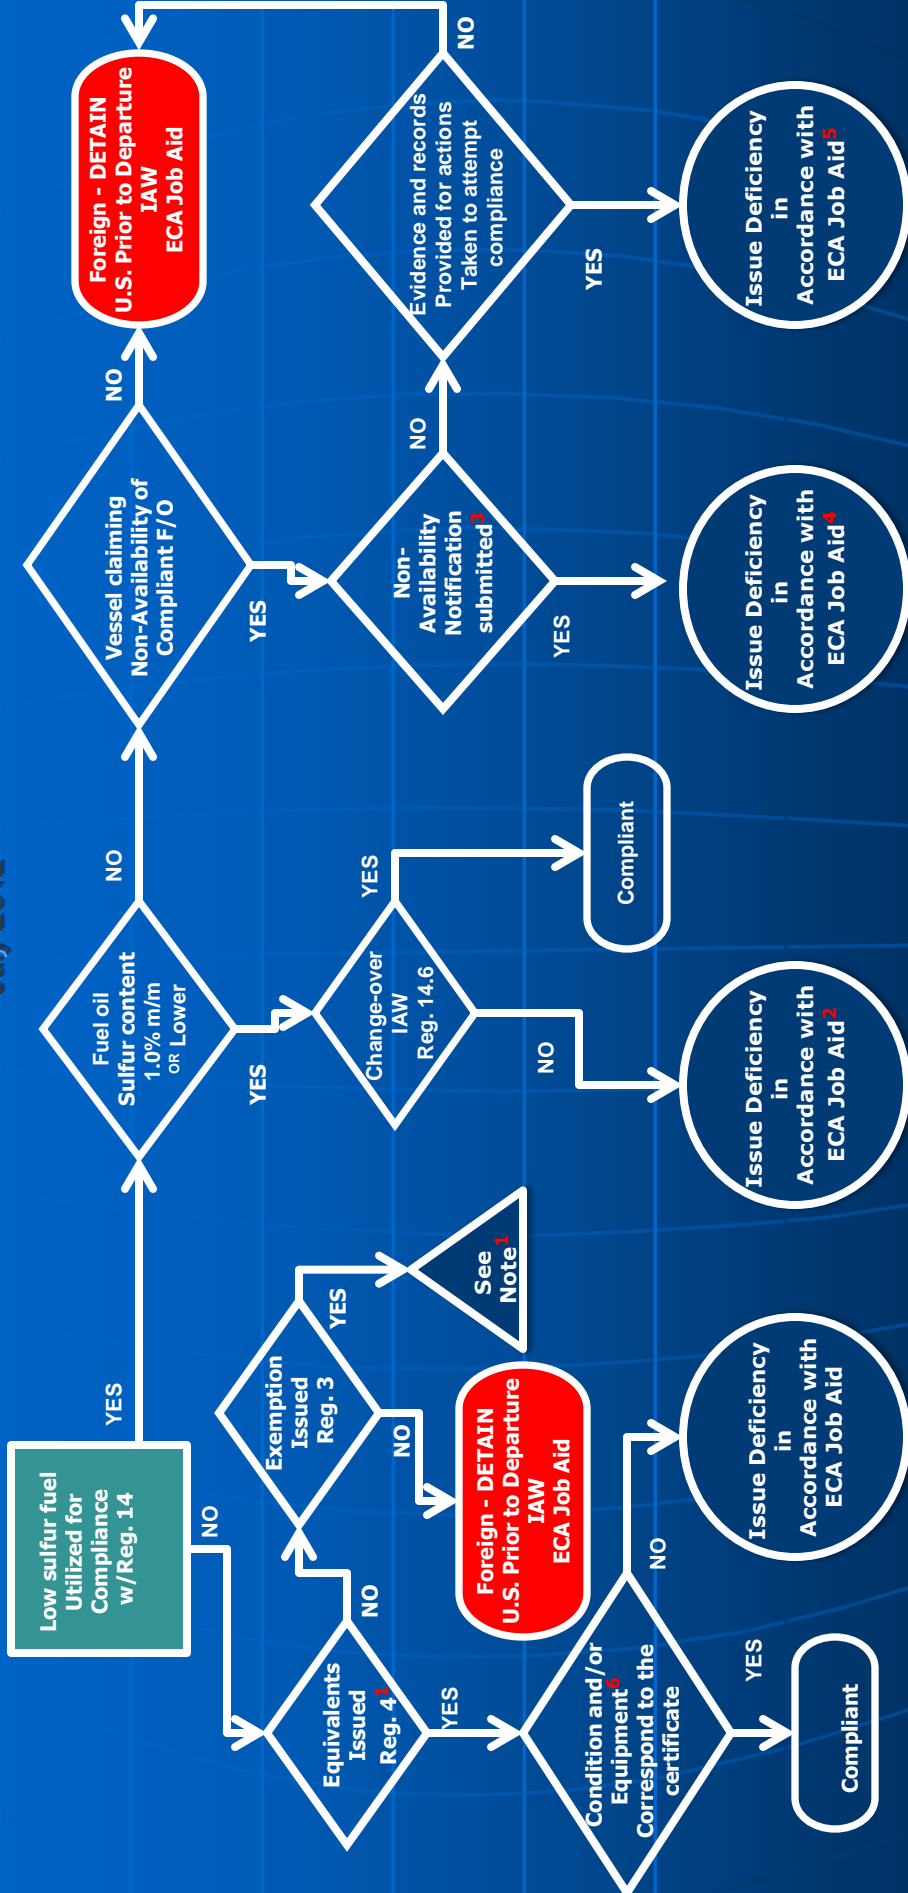 Low sulfur fuel
Utilized for
Compliance
w/Reg. 14
YES
NO
Fuel oil
Sulfur content
1.0% m/m
OR Lower
NO
YES
Vessel claiming
Non-Availability of
Compliant F/O
NO
YES
Foreign - DETAIN
U.S. Prior to Departure
IAW
ECA Job Aid
Equivalents
Issued
Reg. 4¹
NO
YES
Exemption
Issued
Reg. 3
YES
NO
See
Note¹
Foreign - DETAIN
U.S. Prior to Departure
IAW
ECA Job Aid
Change-over
IAW
Reg. 14.6
YES
NO
Compliant
Non-
Availability
Notification
submitted³
NO
YES
Evidence and records
Provided for actions
Taken to attempt
compliance
NO
YES
Condition and/or
Equipment⁶
Correspond to the
certificate
NO
YES
Compliant
Issue Deficiency
in
Accordance with
ECA Job Aid
Issue Deficiency
in
Accordance with
ECA Job Aid²
Issue Deficiency
in
Accordance with
ECA Job Aid⁴
Issue Deficiency
in
Accordance with
ECA Job Aid⁵